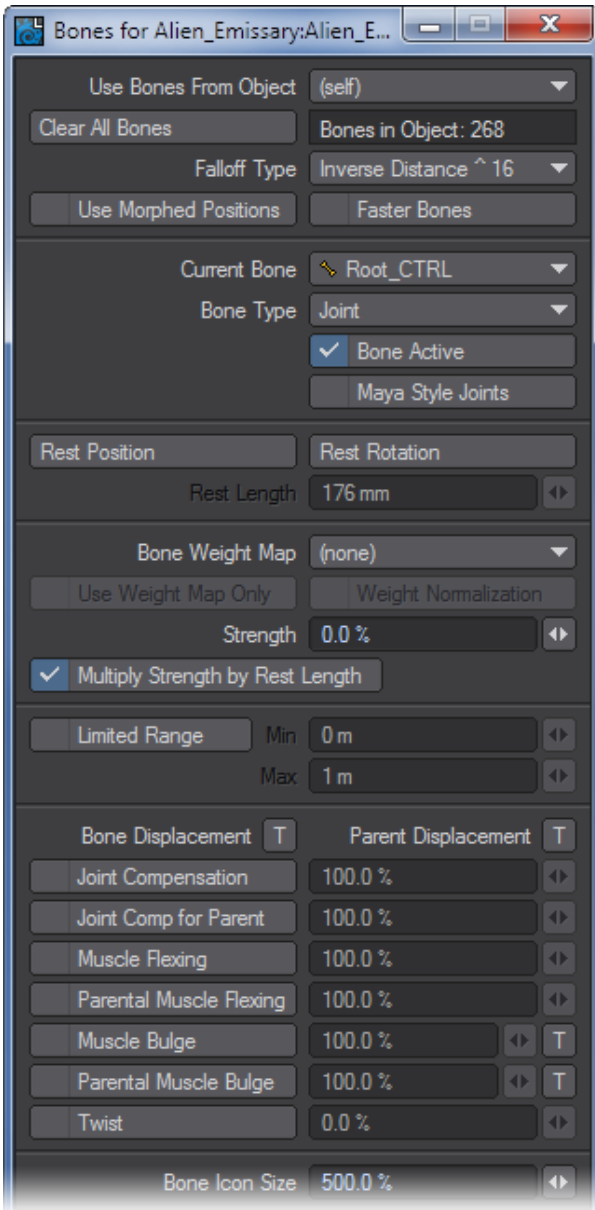 Bones for Alien_Emissary:Alien_E...
Use Bones From Object (self)
Clear All Bones Bones in Object: 268
Falloff Type Inverse Distance ^ 16
Use Morphed Positions Faster Bones
Current Bone Root_CTRL
Bone Type Joint
Bone Active
Maya Style Joints
Rest Position Rest Rotation
Rest Length 176 mm
Bone Weight Map (none)
Use Weight Map Only Weight Normalization
Strength 0.0 %
Multiply Strength by Rest Length
Limited Range Min 0 m
Max 1 m
Bone Displacement T Parent Displacement T
Joint Compensation 100.0 %
Joint Comp for Parent 100.0 %
Muscle Flexing 100.0 %
Parental Muscle Flexing 100.0 %
Muscle Bulge 100.0 % T
Parental Muscle Bulge 100.0 % T
Twist 0.0 %
Bone Icon Size 500.0 %